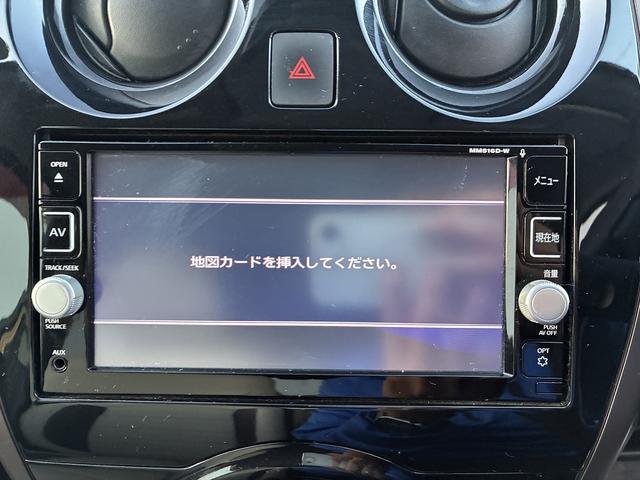 MM516D-W
OPEN
メニュー
AV
現在地
TRACK/SEEK
音量
地図カードを挿入してください。
PUSH
SOURCE
PUSH
AV OFF
AUX
OPT